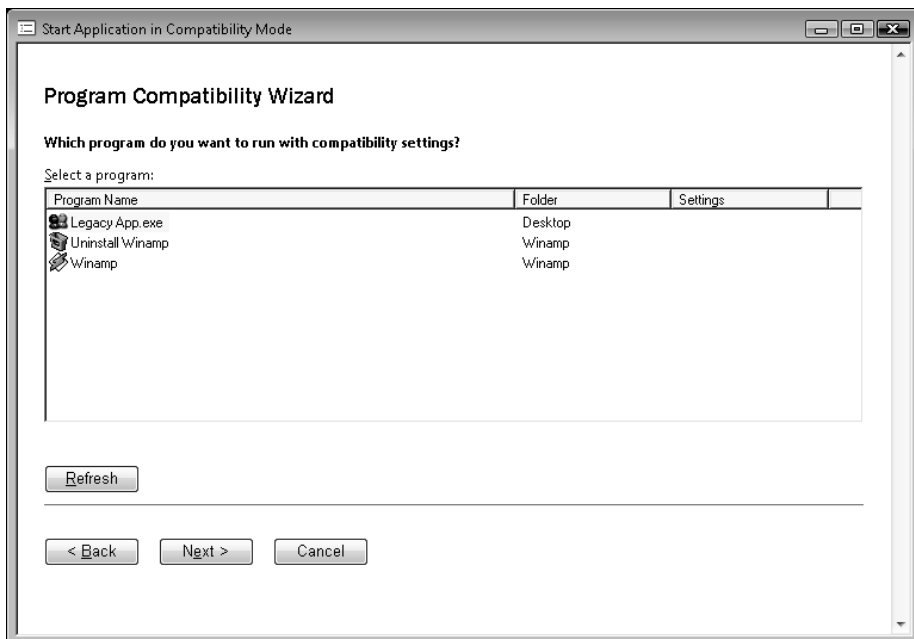 Start Application in Compatibility Mode
Program Compatibility Wizard
Which program do you want to run with compatibility settings?
Select a program:
Program Name Folder Settings
Legacy App.exe Desktop
Uninstall Winamp Winamp
Winamp Winamp
Refresh
< Back Next > Cancel